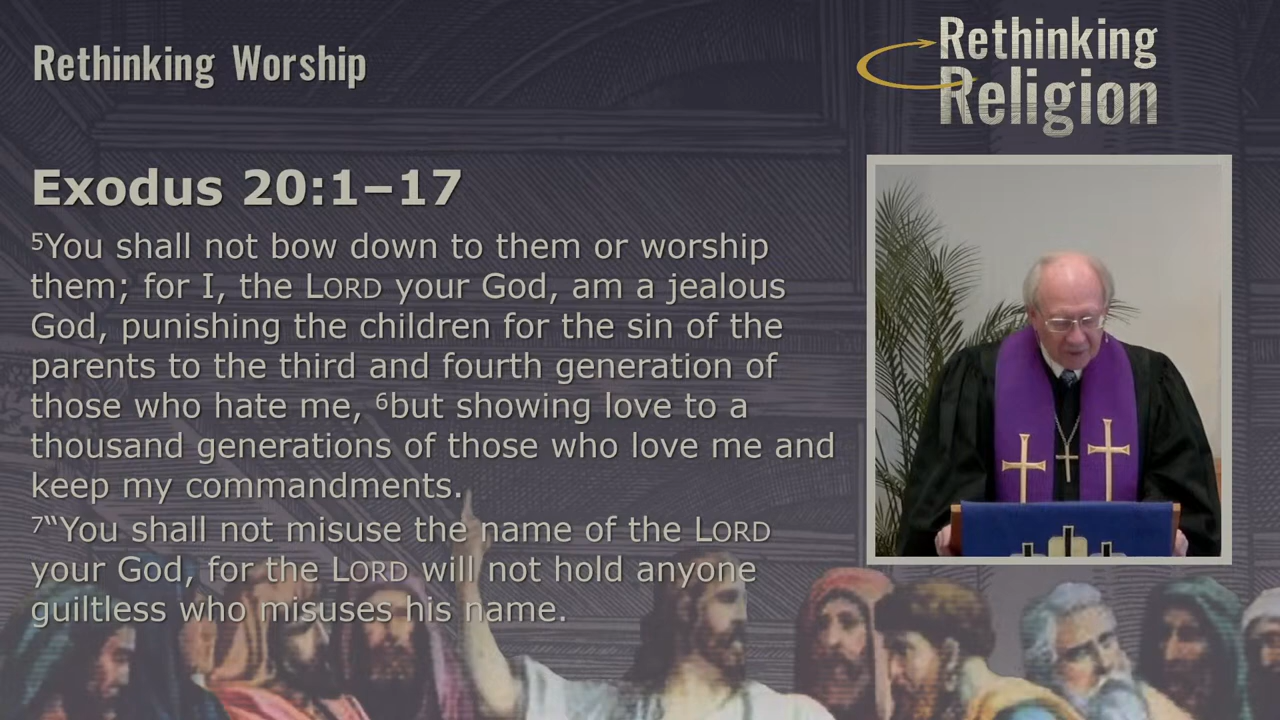 Rethinking Worship
Rethinking
Religion
Exodus 20:1–17
⁵You shall not bow down to them or worship
them; for I, the LORD your God, am a jealous
God, punishing the children for the sin of the
parents to the third and fourth generation of
those who hate me, ⁶but showing love to a
thousand generations of those who love me and
keep my commandments.
⁷“You shall not misuse the name of the LORD
your God, for the LORD will not hold anyone
guiltless who misuses his name.